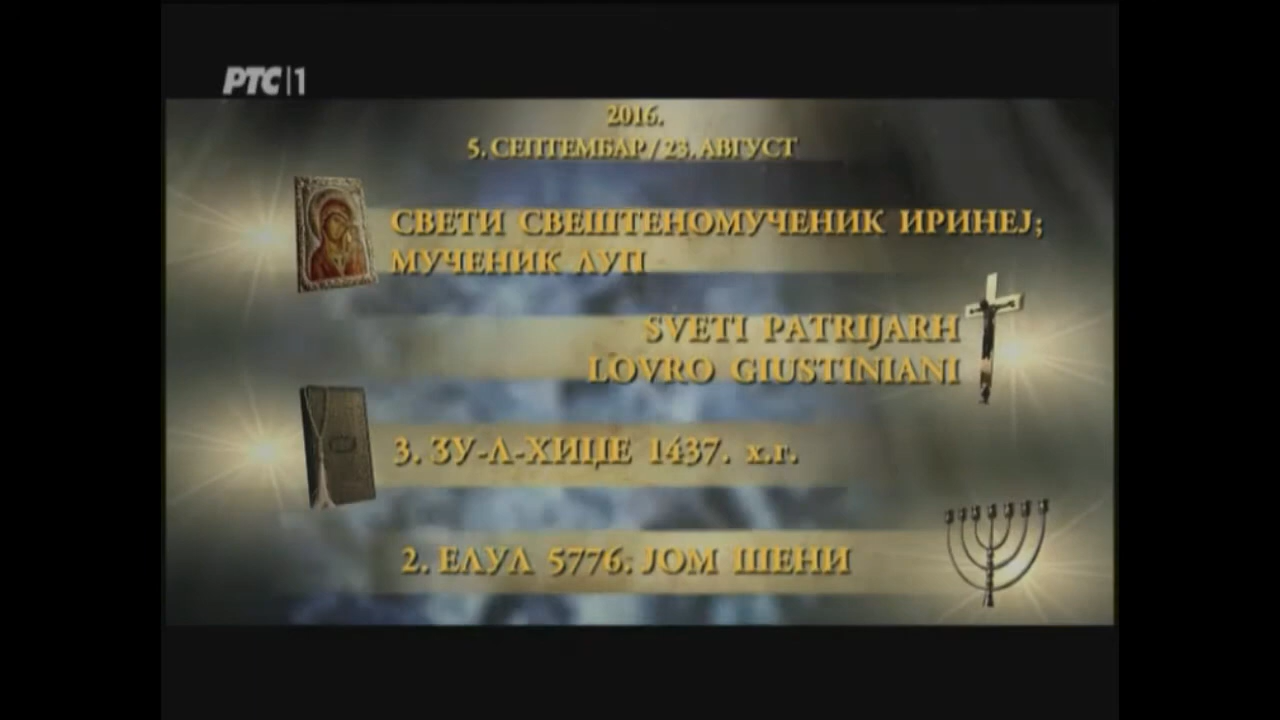 РТС|1
2016.
5. СЕПТЕМБАР / 23. АВГУСТ
СВЕТИ СВЕШТЕНОМУЧЕНИК ИРИНЕЈ;
МУЧЕНИК ЛУП
SVETI PATRIJARH
LOVRO GIUSTINIANI
3. ЗУ-Л-ХИЏЕ 1437. х.г.
2. ЕЛУЛ 5776. ЈОМ ШЕНИ